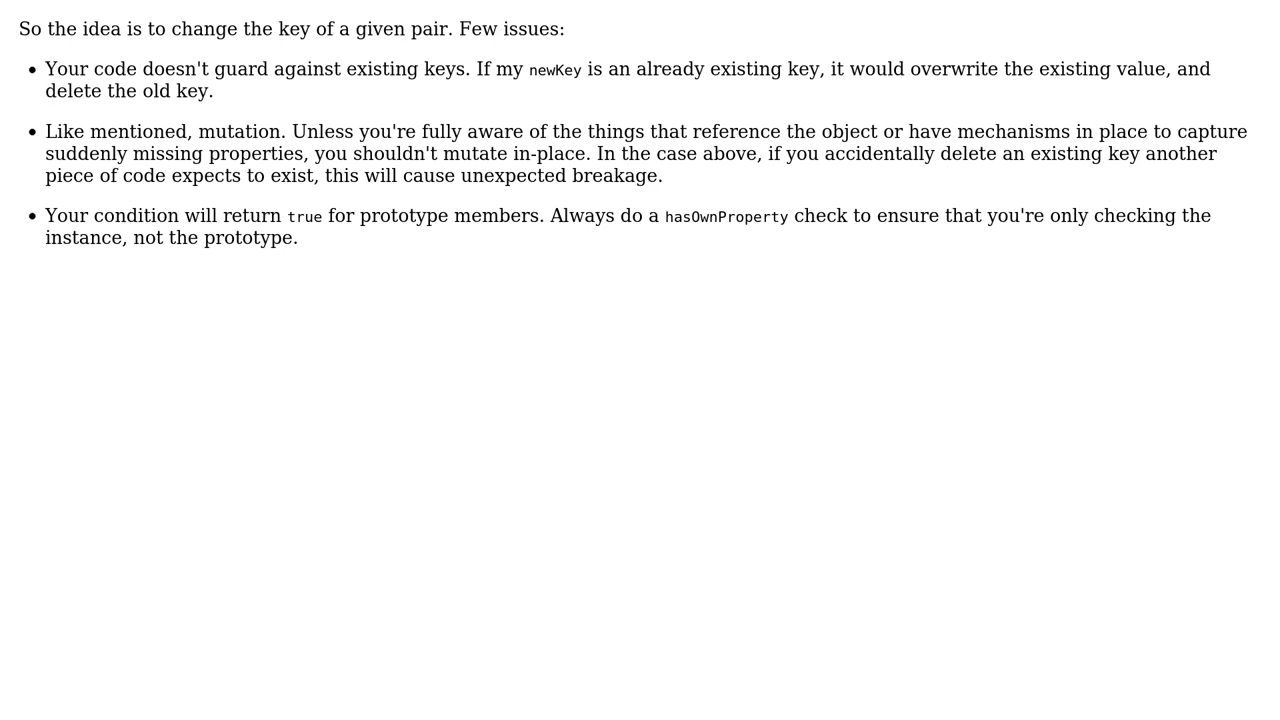 So the idea is to change the key of a given pair. Few issues:
Your code doesn't guard against existing keys. If my newKey is an already existing key, it would overwrite the existing value, and
delete the old key.
Like mentioned, mutation. Unless you're fully aware of the things that reference the object or have mechanisms in place to capture
suddenly missing properties, you shouldn't mutate in-place. In the case above, if you accidentally delete an existing key another
piece of code expects to exist, this will cause unexpected breakage.
Your condition will return true for prototype members. Always do a hasOwnProperty check to ensure that you're only checking the
instance, not the prototype.